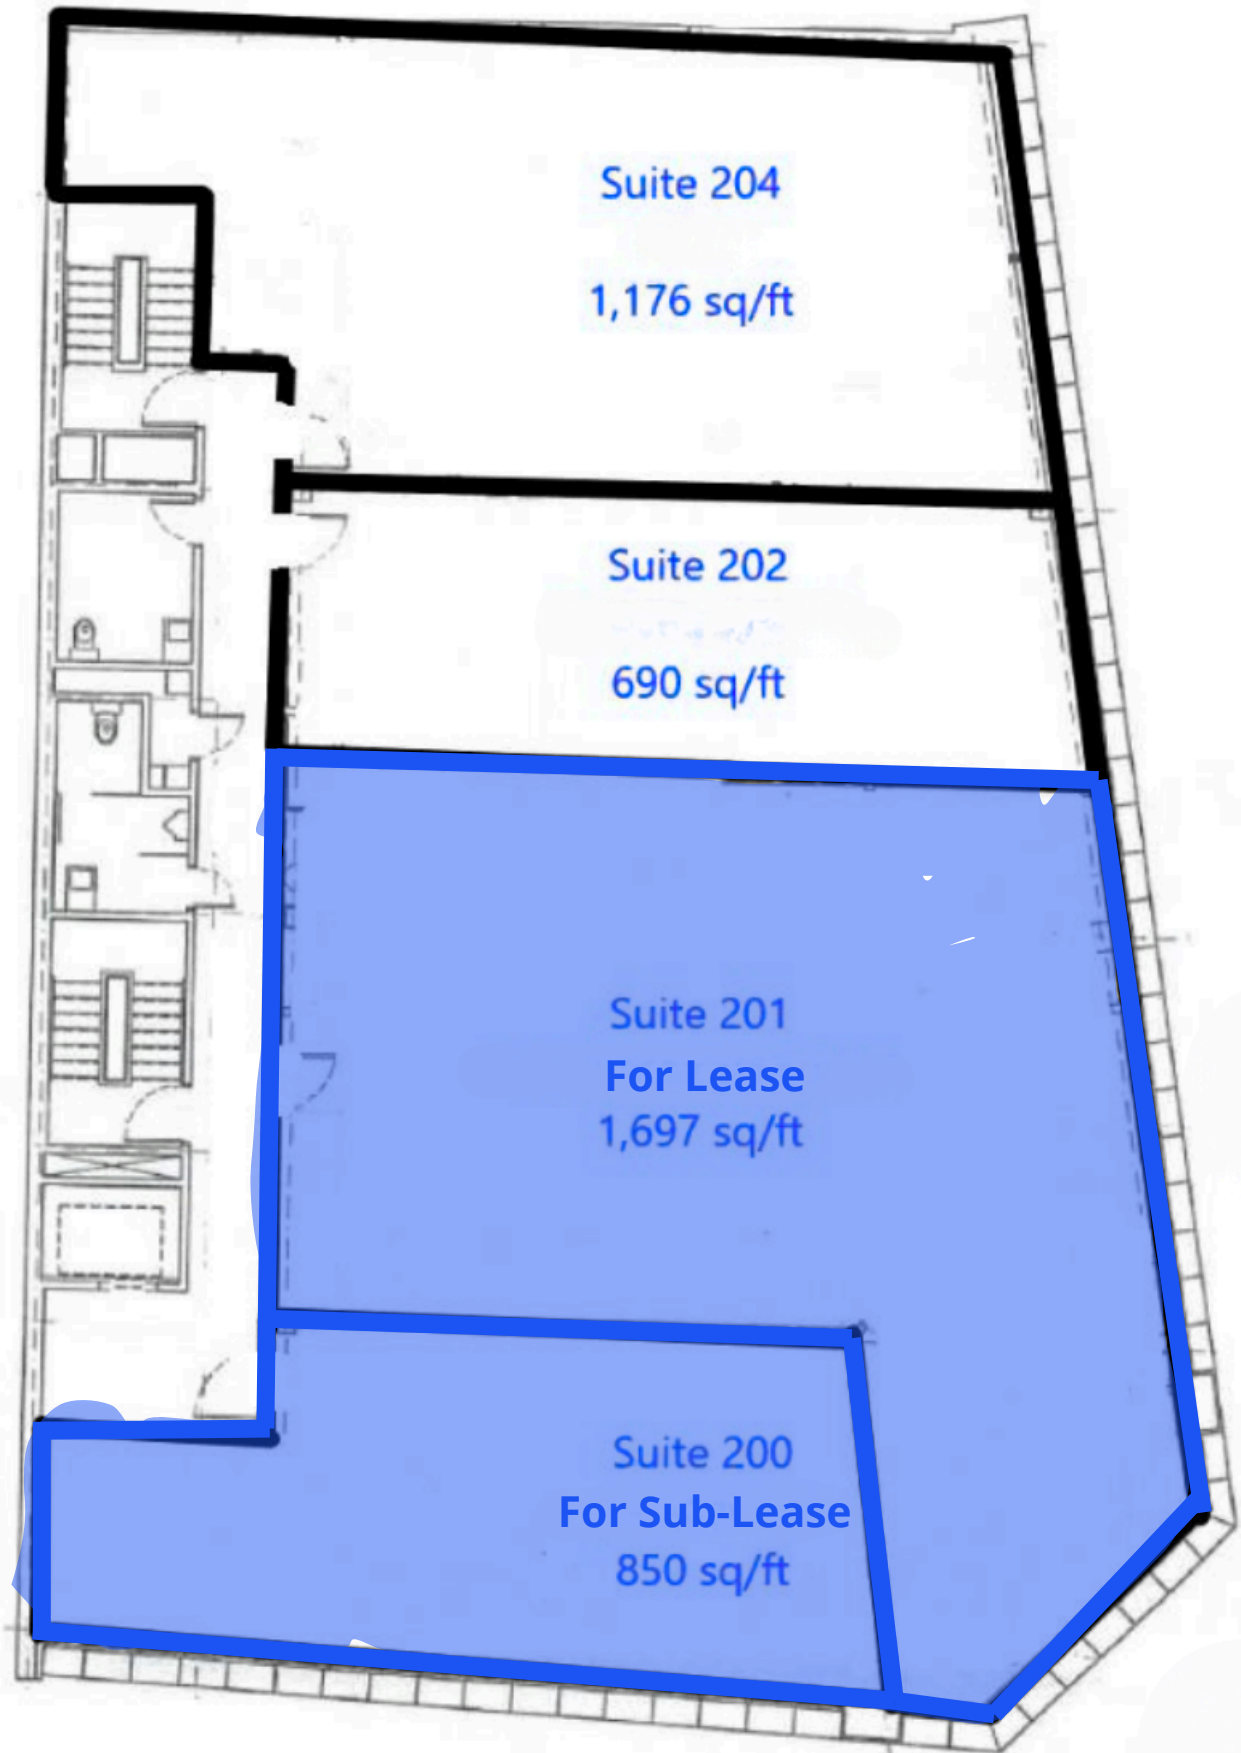 Suite 204
1,176 sq/ft
Suite 202
690 sq/ft
Suite 201
For Lease
1,697 sq/ft
Suite 200
For Sub-Lease
850 sq/ft